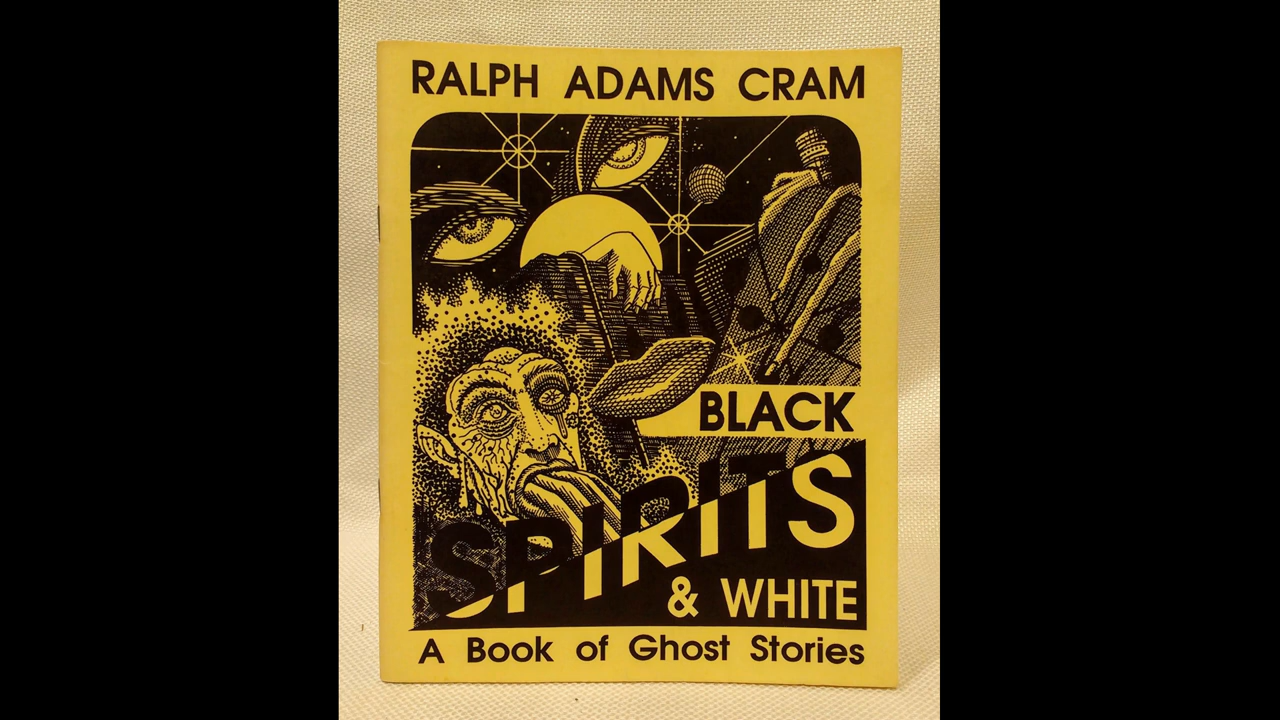 RALPH ADAMS CRAM
BLACK
SPIRITS
& WHITE
A Book of Ghost Stories